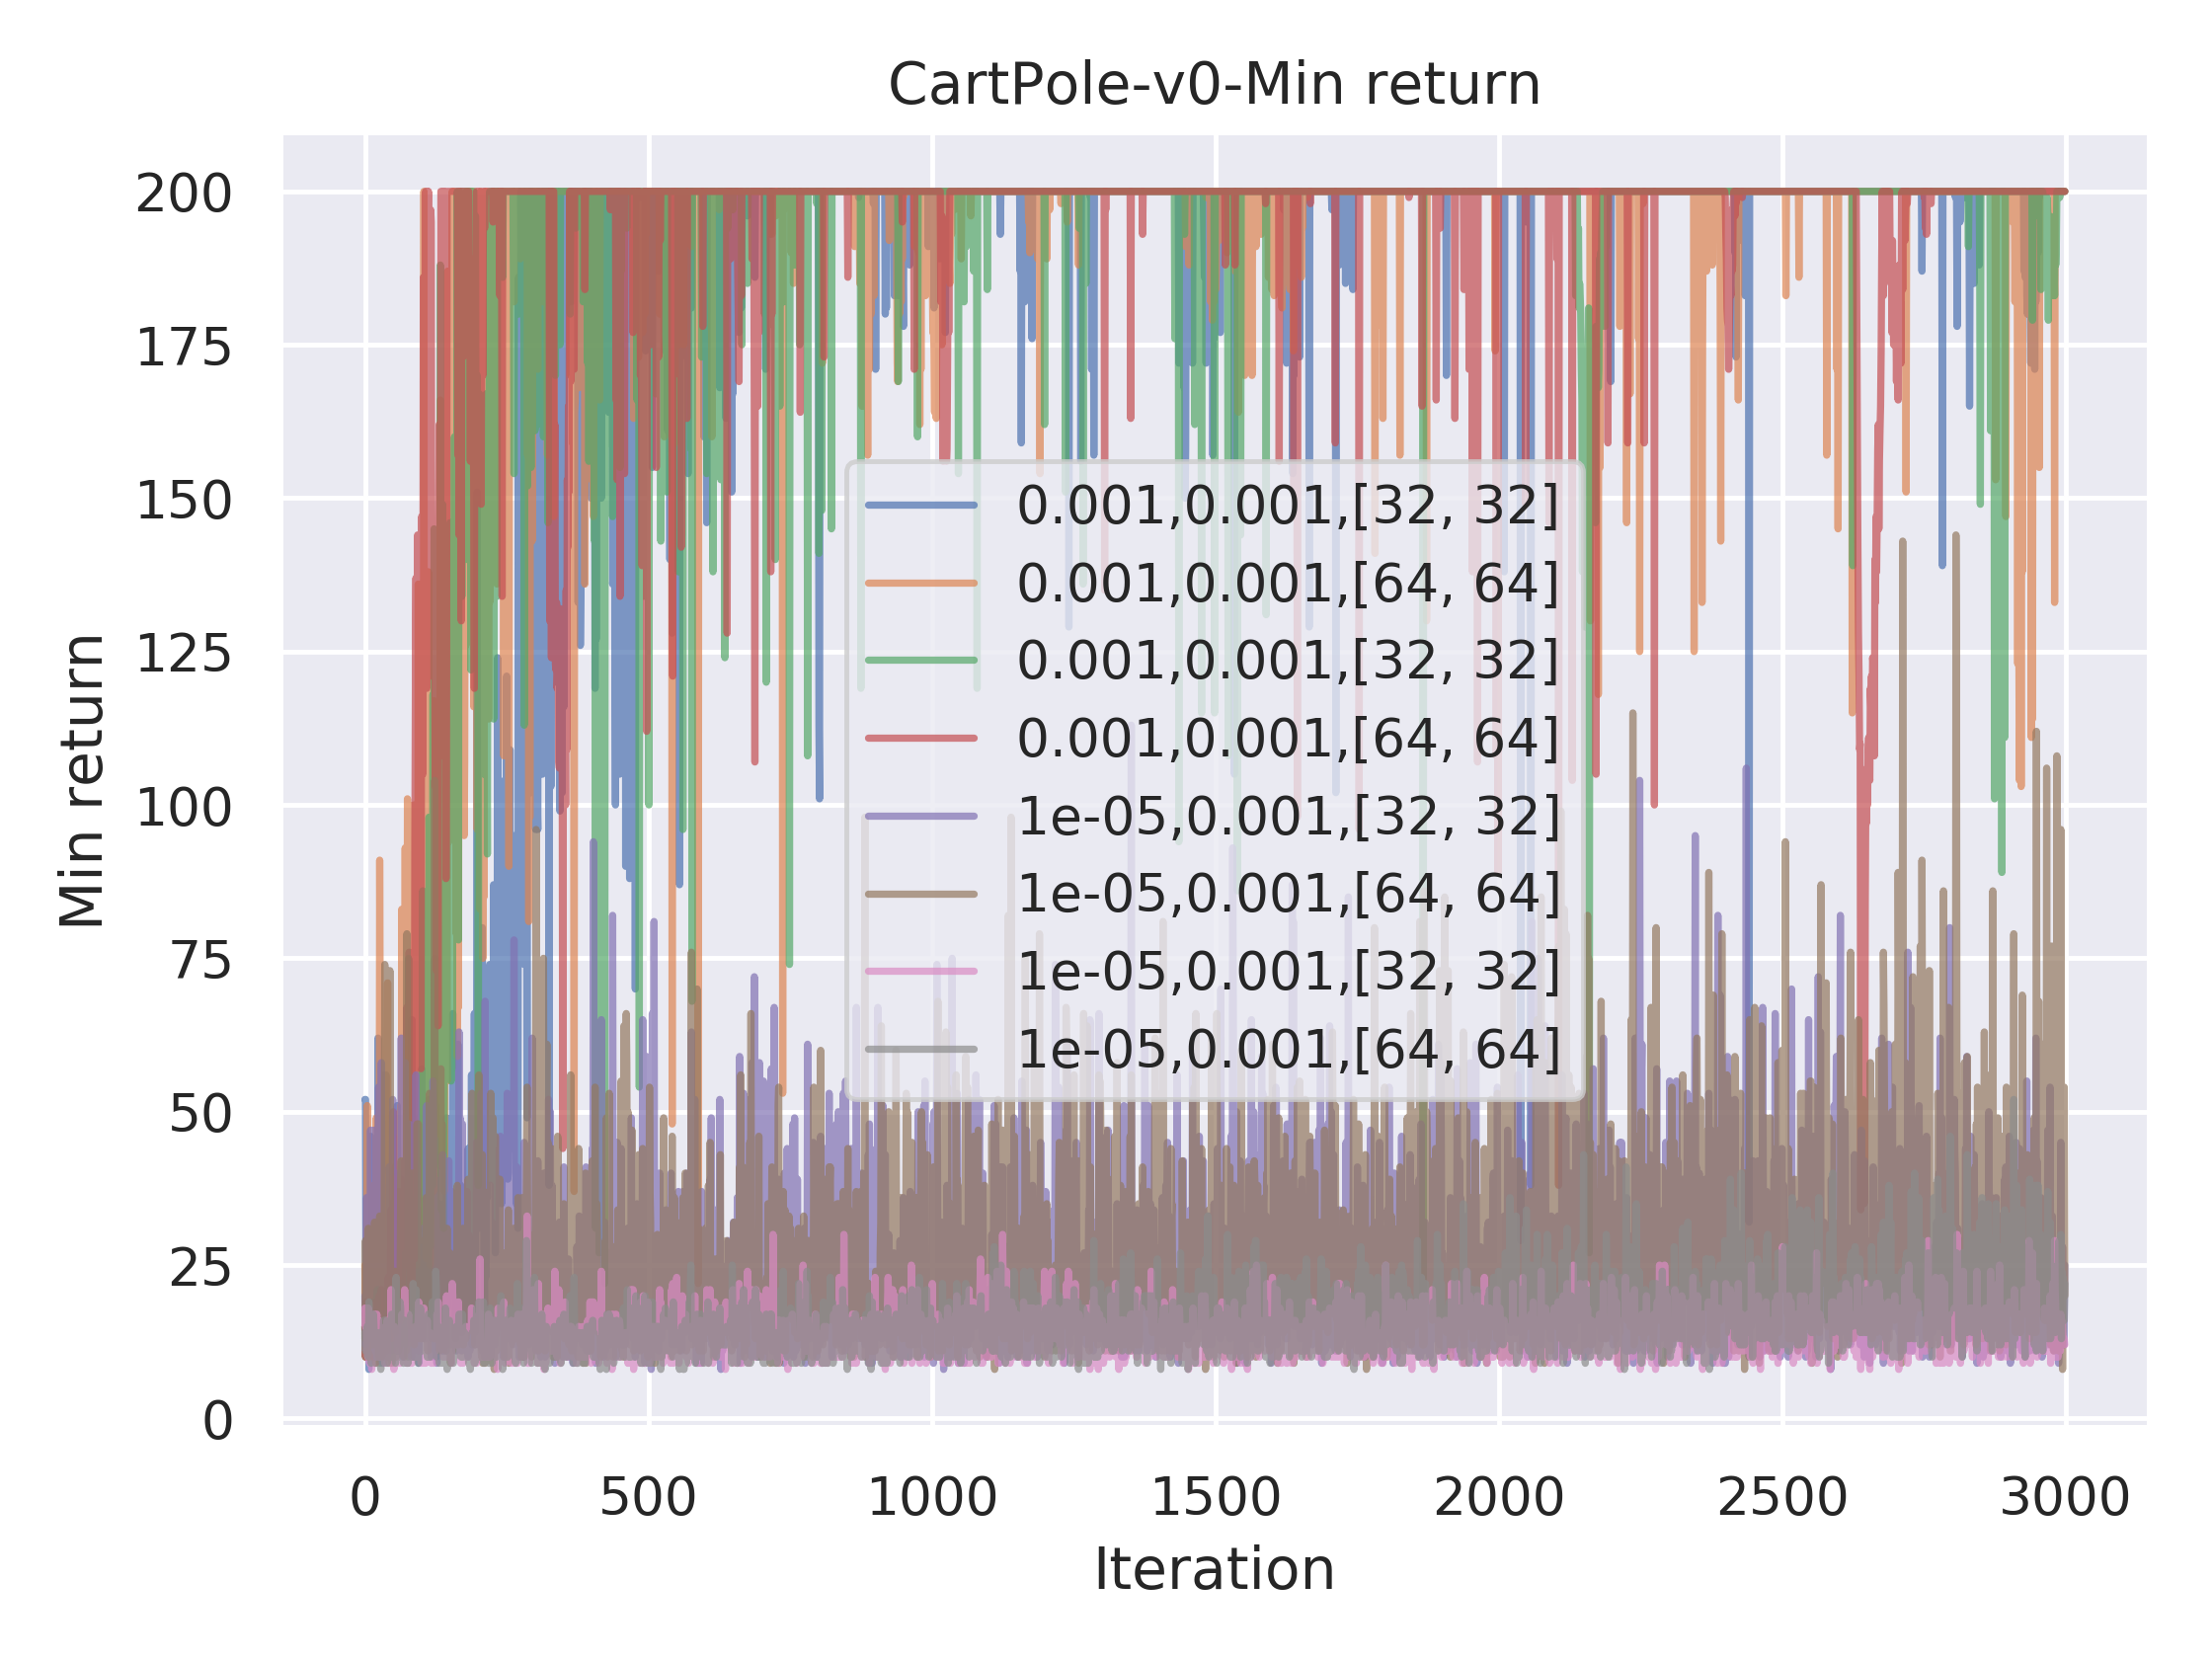 CartPole-v0-Min return
Min return
200
175
150
125
100
75
50
25
0
0.001,0.001,[32, 32]
0.001,0.001,[64, 64]
0.001,0.001,[32, 32]
0.001,0.001,[64, 64]
1e-05,0.001,[32, 32]
1e-05,0.001,[64, 64]
1e-05,0.001,[32, 32]
1e-05,0.001,[64, 64]
0 500 1000 1500 2000 2500 3000
Iteration